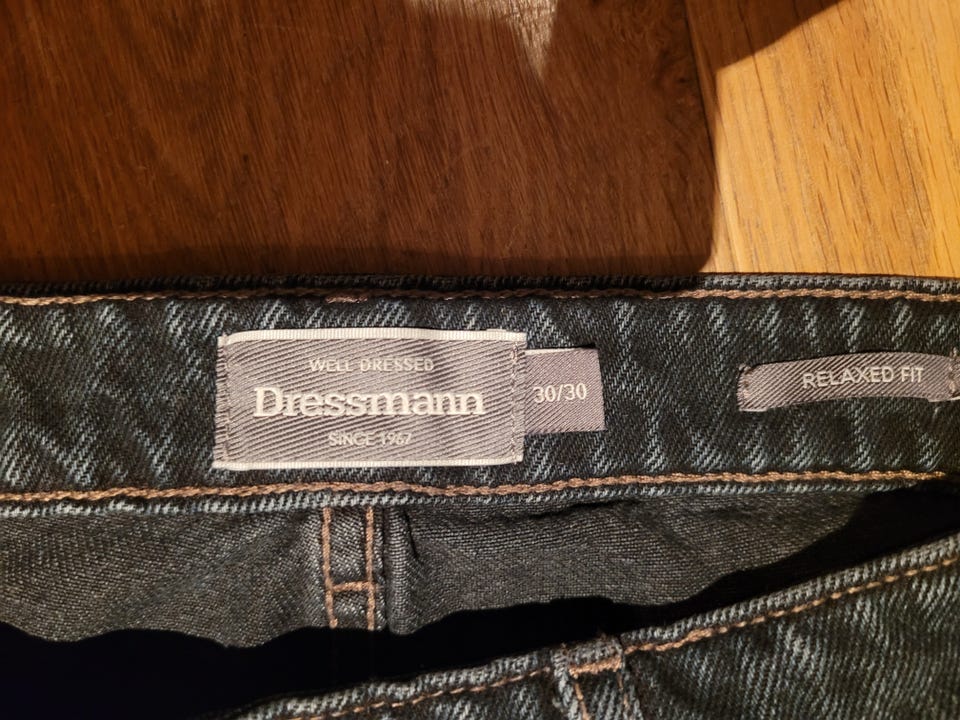 WELL DRESSED
Dressmann
SINCE 1967
30/30
RELAXED FIT